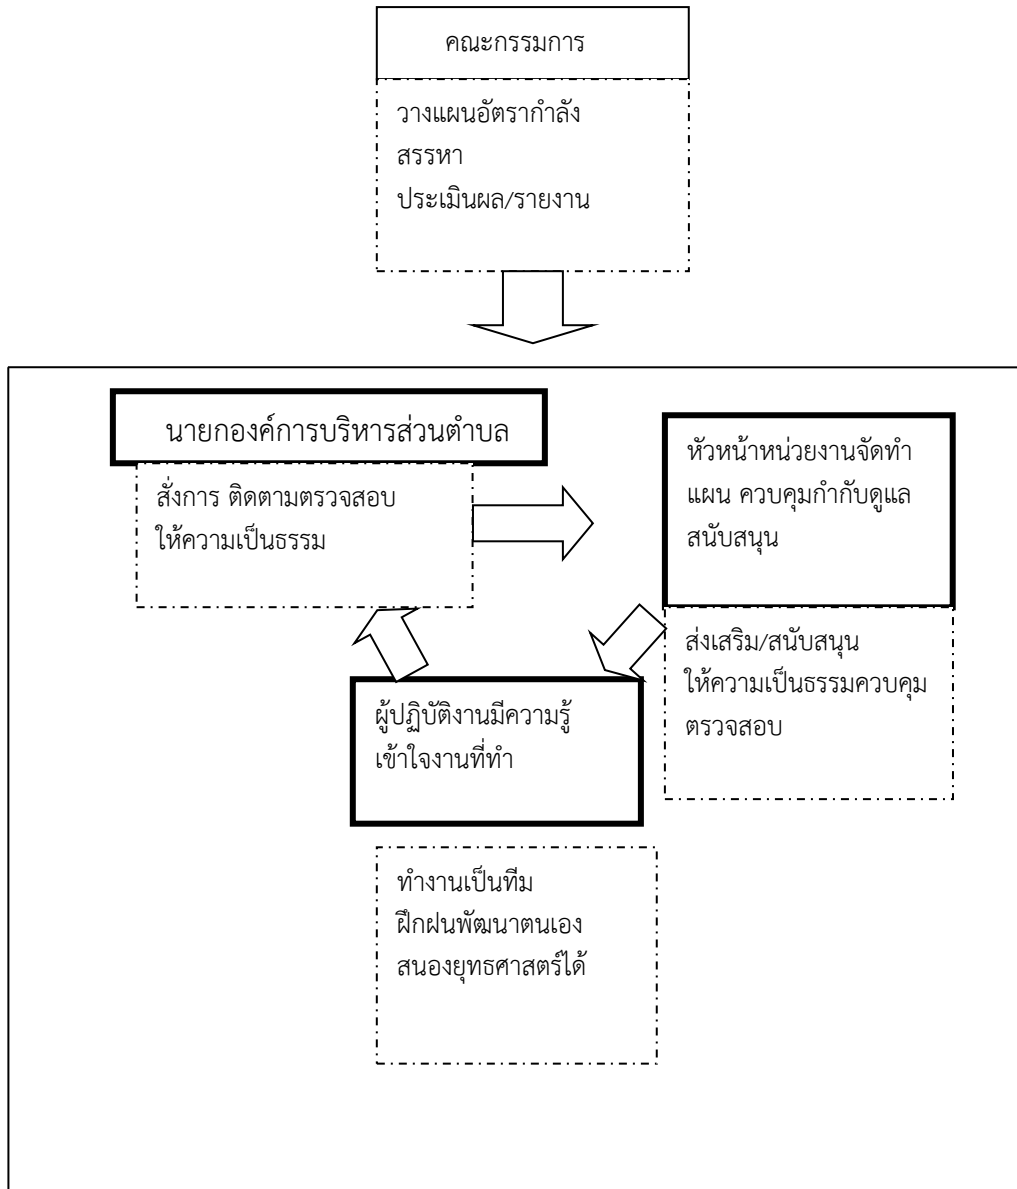 คณะกรรมการ
วางแผนอัตรากำลัง
สรรหา
ประเมินผล/รายงาน
นายกองค์การบริหารส่วนตำบล
สั่งการ ติดตามตรวจสอบ
ให้ความเป็นธรรม
หัวหน้าหน่วยงานจัดทำ
แผน ควบคุมกำกับดูแล
สนับสนุน
ส่งเสริม/สนับสนุน
ให้ความเป็นธรรมควบคุม
ตรวจสอบ
ผู้ปฏิบัติงานมีความรู้
เข้าใจงานที่ทำ
ทำงานเป็นทีม
ฝึกฝนพัฒนาตนเอง
สนองยุทธศาสตร์ได้